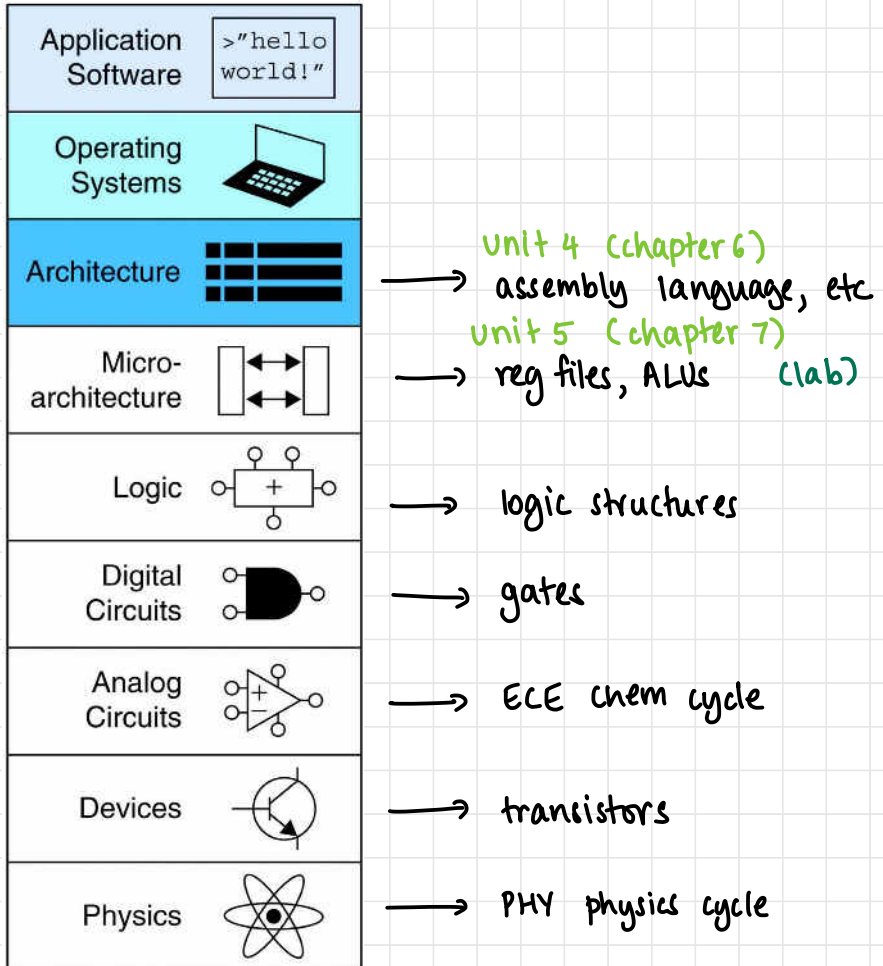 Application
Software
>"hello
world!"
Operating
Systems
Architecture
unit 4 (chapter 6)
assembly language, etc
unit 5 (chapter 7)
Micro-
architecture
reg files, ALUs (lab)
Logic
+
logic structures
Digital
Circuits
gates
Analog
Circuits
+
−
ECE chem cycle
Devices
transistors
Physics
PHY physics cycle